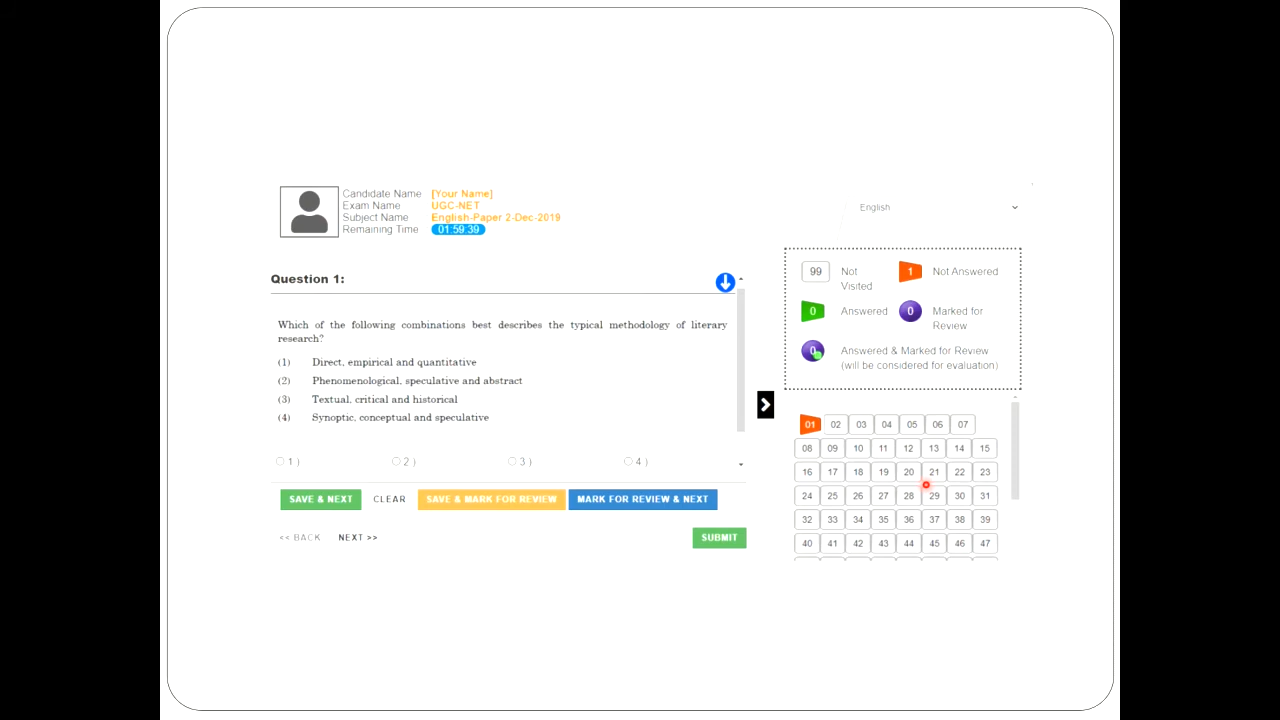 Candidate Name [Your Name]
Exam Name UGC-NET
Subject Name English-Paper 2-Dec-2019
Remaining Time 01:59:39
English
Question 1:
Which of the following combinations best describes the typical methodology of literary
research?
(1) Direct, empirical and quantitative
(2) Phenomenological, speculative and abstract
(3) Textual, critical and historical
(4) Synoptic, conceptual and speculative
1 ) 2 ) 3 ) 4 )
SAVE & NEXT CLEAR SAVE & MARK FOR REVIEW MARK FOR REVIEW & NEXT
<< BACK NEXT >> SUBMIT
99 Not Visited 1 Not Answered
0 Answered 0 Marked for Review
0 Answered & Marked for Review
(will be considered for evaluation)
01 02 03 04 05 06 07
08 09 10 11 12 13 14 15
16 17 18 19 20 21 22 23
24 25 26 27 28 29 30 31
32 33 34 35 36 37 38 39
40 41 42 43 44 45 46 47